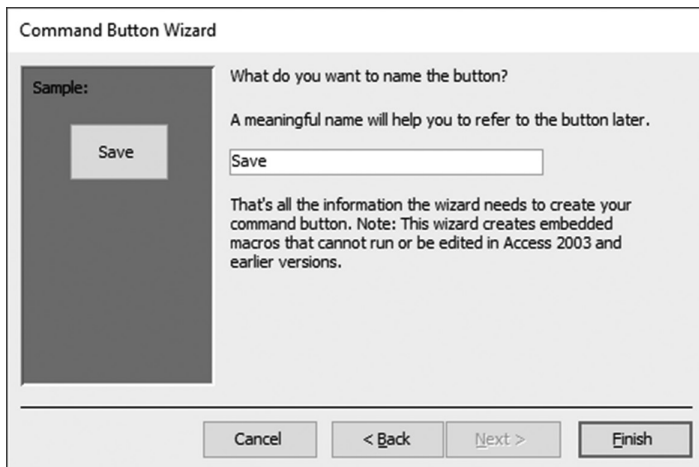 Command Button Wizard
Sample:
Save
What do you want to name the button?
A meaningful name will help you to refer to the button later.
Save
That's all the information the wizard needs to create your
command button. Note: This wizard creates embedded
macros that cannot run or be edited in Access 2003 and
earlier versions.
Cancel
< Back
Next >
Finish